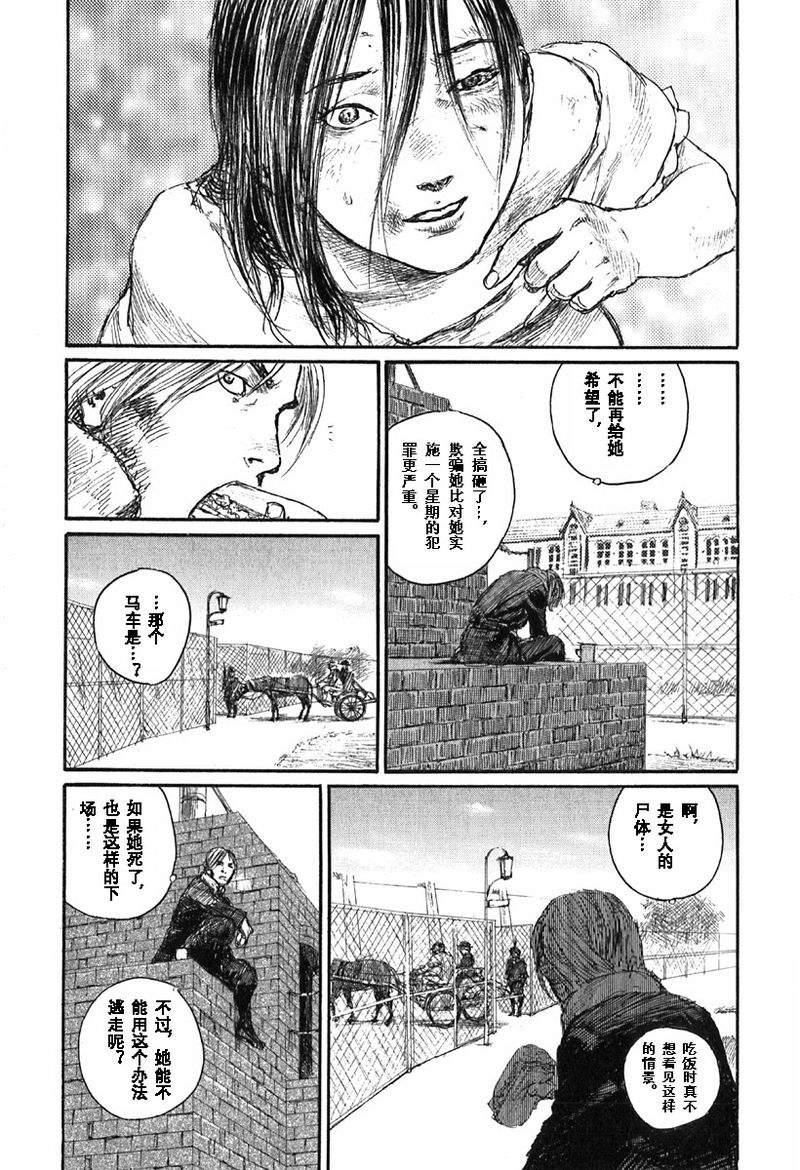 ……
……
不能再给她
希望了，
全搞砸了…，
欺骗她比对她实
施一个星期的犯
罪更严重。
…那个
马车是…？
啊，
是女人的
尸体…
吃饭时真不
想看见这样
的情景。
如果她死了，
也是这样的下
场……
不过，她能不
能用这个办法
逃走呢？